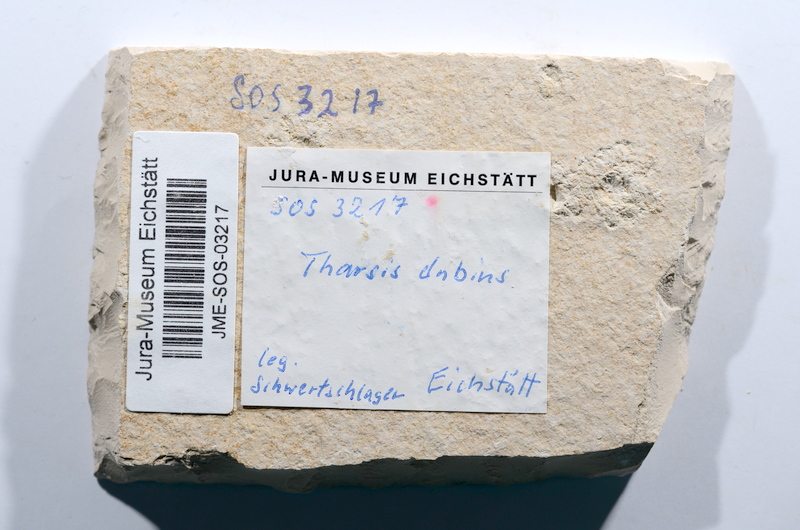 SOS 3217
Jura-Museum Eichstätt
JME-SOS-03217
JURA-MUSEUM EICHSTÄTT
SOS 3217
Tharsis dubius
leg.
Schwertschlager Eichstätt